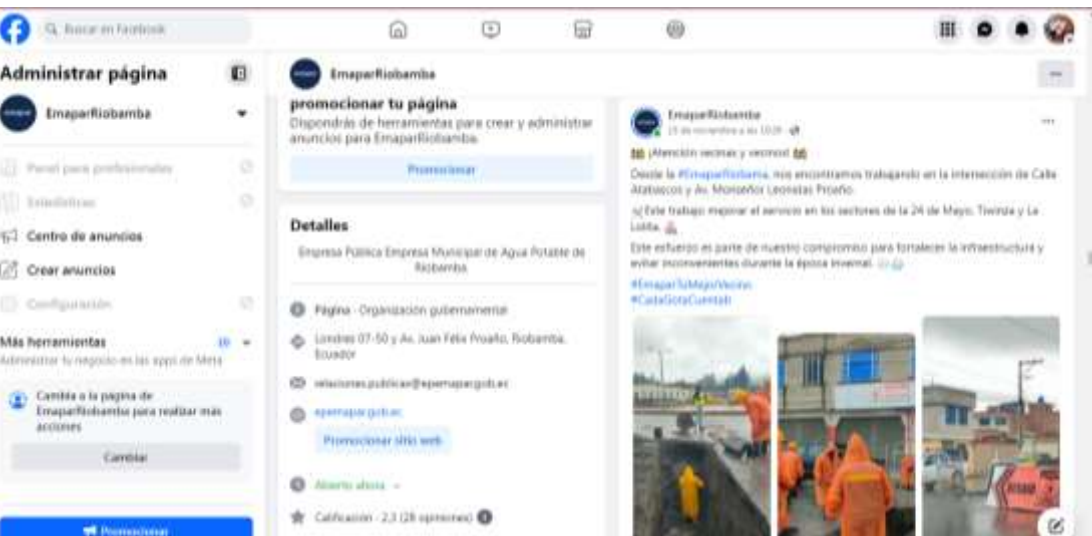 Buscar en Facebook
Administrar página
EmaparRiobamba
Panel para profesionales
Estadísticas
Centro de anuncios
Crear anuncios
Configuración
Más herramientas
10
Administrar tu negocio en las apps de Meta
Cambia a la página de
EmaparRiobamba para realizar más
acciones
Cambiar
Promocionar
EmaparRiobamba
promocionar tu página
Dispondrás de herramientas para crear y administrar
anuncios para EmaparRiobamba.
Promocionar
Detalles
Empresa Pública Empresa Municipal de Agua Potable de
Riobamba
Página · Organización gubernamental
Londres 07-50 y Av. Juan Félix Proaño, Riobamba,
Ecuador
relaciones.publicas@epemapar.gob.ec
epemapar.gob.ec
Promocionar sitio web
Abierto ahora
Calificación · 2,3 (28 opiniones)
EmaparRiobamba
15 de noviembre a las
¡Atención vecinas y vecinos!
Desde la #EmaparRiobamba, nos encontramos trabajando en la intersección de Calle
y Av. Monseñor Leonidas Proaño.
Este trabajo mejorar el servicio en los sectores de la 24 de Mayo, Tiwinza y La
Lolita.
Este esfuerzo es parte de nuestro compromiso para fortalecer la infraestructura y
evitar inconvenientes durante la época invernal.
#EmaparTuMejorVecino